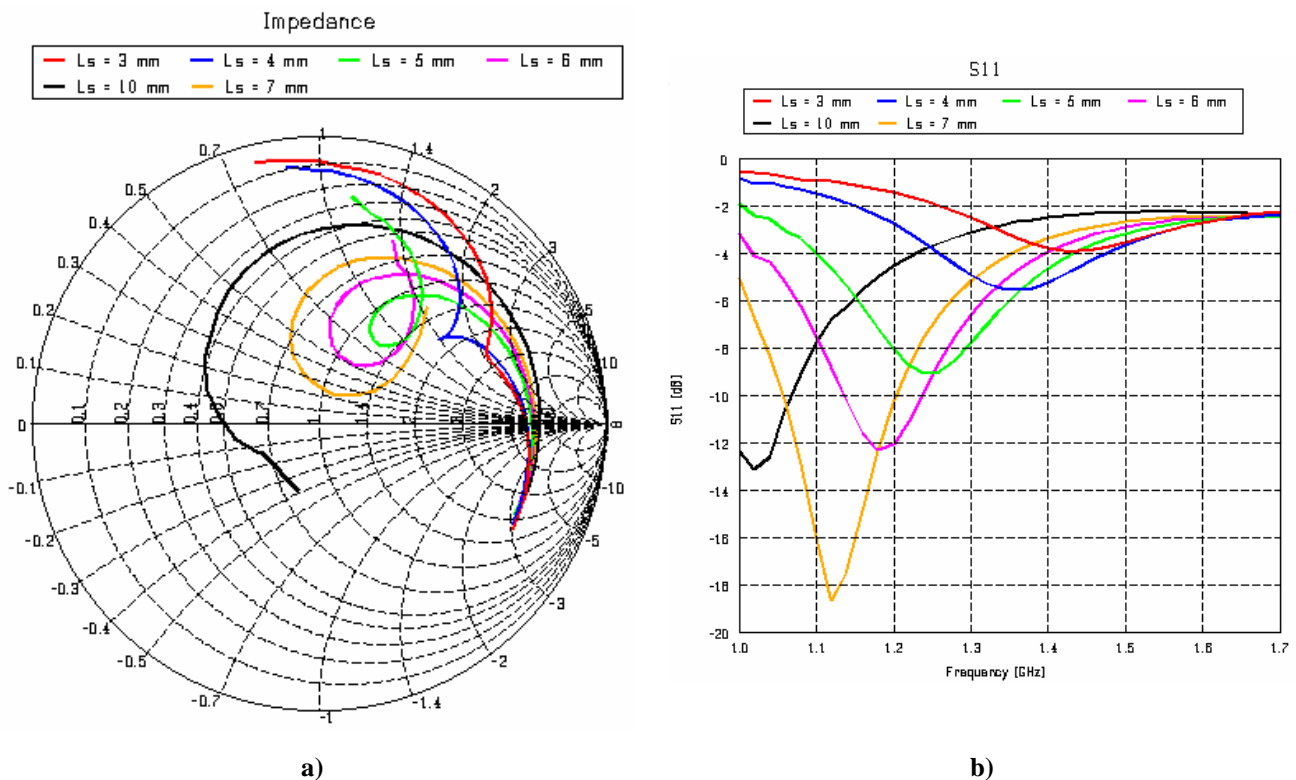 Impedance
Ls = 3 mm Ls = 4 mm Ls = 5 mm Ls = 6 mm
Ls = 10 mm Ls = 7 mm
1
0.7 1.4
0.5 2
0.4
0.3 3
0.2 5
0.1 10
0 0.1 0.2 0.3 0.5 0.7 1 1.4 2 3 5
-0.1 -10
-0.2 -5
-0.3 -3
-0.4
-0.5 -2
-0.7 -1.4
-1
a)
S11
Ls = 3 mm Ls = 4 mm Ls = 5 mm Ls = 6 mm
Ls = 10 mm Ls = 7 mm
0
-2
-4
-6
-8
-10
-12
-14
-16
-18
-20
S11 [dB]
1.0 1.1 1.2 1.3 1.4 1.5 1.6 1.7
Frequency [GHz]
b)